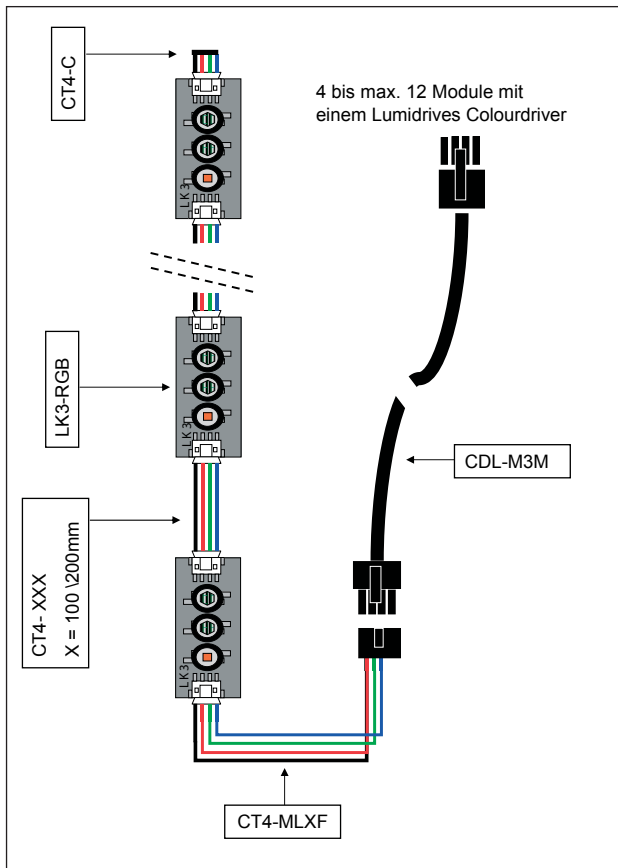 CT4-C
4 bis max. 12 Module mit
einem Lumidrives Colourdriver
LK3
LK3-RGB
LK3
CDL-M3M
CT4- XXX
X = 100 \200mm
LK3
CT4-MLXF